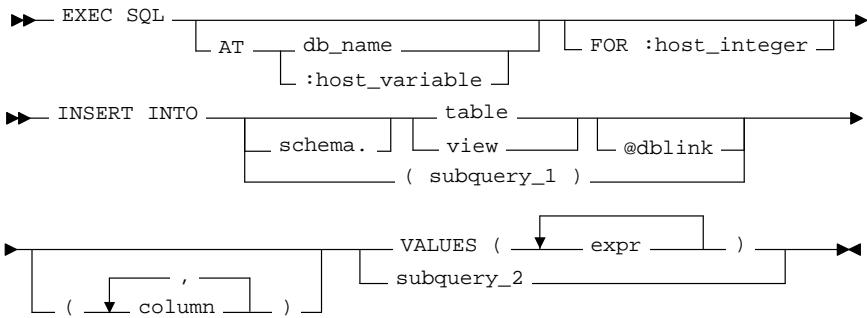 EXEC SQL
AT db_name FOR :host_integer
:host_variable
INSERT INTO table
schema. view @dblink
( subquery_1 )
VALUES ( expr )
, subquery_2
( column )